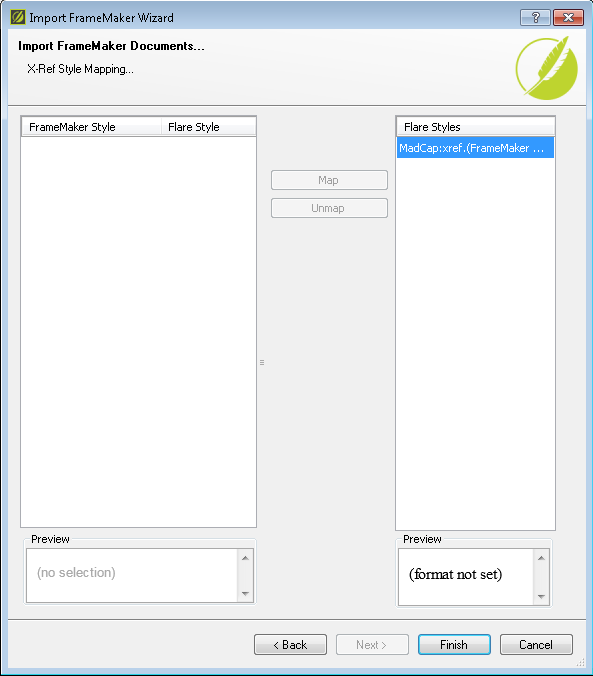 Import FrameMaker Wizard
Import FrameMaker Documents...
X-Ref Style Mapping...
FrameMaker Style Flare Style
Flare Styles
MadCap:xref.(FrameMaker ...
Map
Unmap
Preview
(no selection)
Preview
(format not set)
< Back Next > Finish Cancel